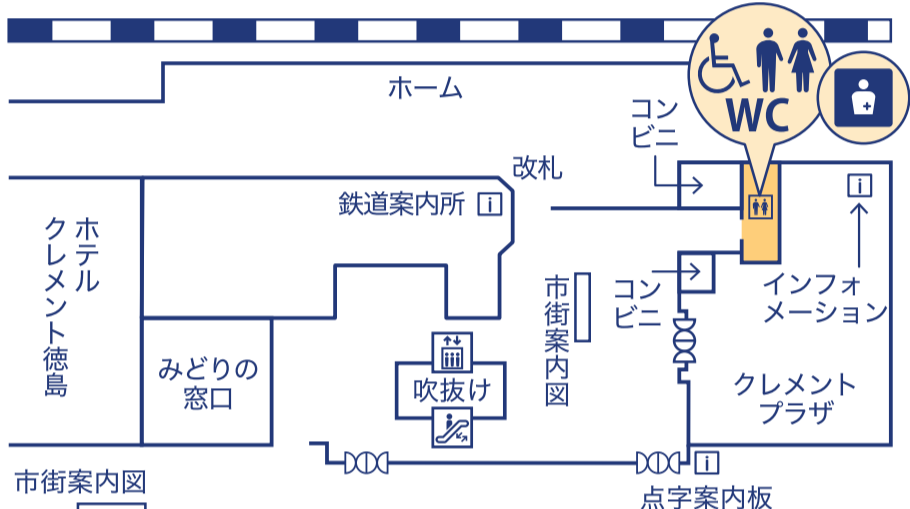 ホーム
WC
コン
ビニ
改札
鉄道案内所 i
i
ホテル
クレメント徳島
市街案内図
コン
ビニ
インフォ
メーション
みどりの
窓口
吹抜け
クレメント
プラザ
i
市街案内図
点字案内板